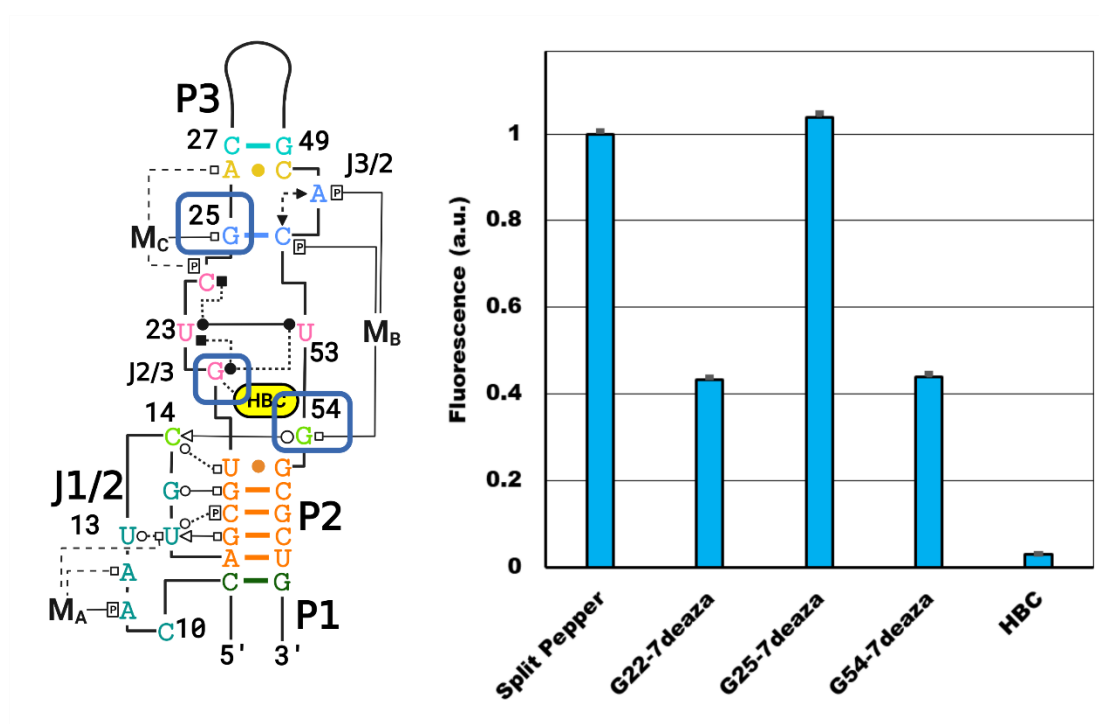 P3
27 C G 49
A C J3/2
A P
25
MC G C
P P
C
23 U U MB
53
J2/3 G
HBC 54
14 C G
U G
J1/2 G G C
P C G P2
13 U U G C
A A U
MA P A C G P1
C 10
5' 3'
Fluorescence (a.u.)
1
0.8
0.6
0.4
0.2
0
Split Pepper
G22-7deaza
G25-7deaza
G54-7deaza
HBC